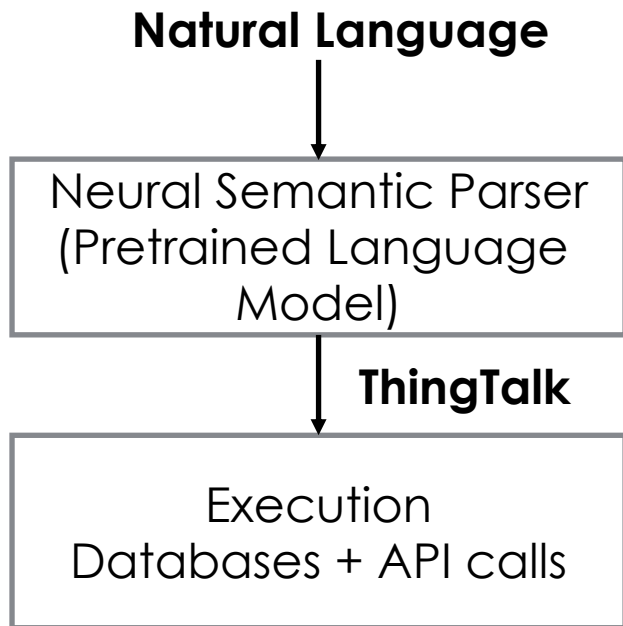 Natural Language
Neural Semantic Parser
(Pretrained Language
Model)
ThingTalk
Execution
Databases + API calls